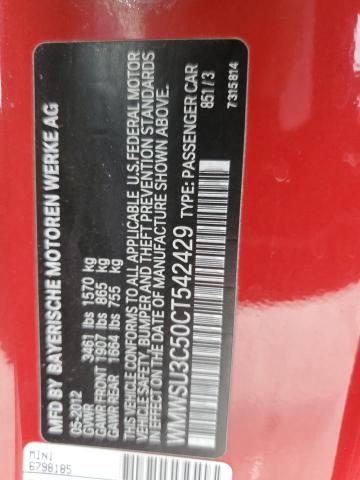 MFD BY BAYERISCHE MOTOREN WERKE AG
05-2012
GVWR 3461 lbs 1570 kg
GAWR FRONT 1907 lbs 865 kg
GAWR REAR 1664 lbs 755 kg
THIS VEHICLE CONFORMS TO ALL APPLICABLE U.S. FEDERAL MOTOR
VEHICLE SAFETY, BUMPER AND THEFT PREVENTION STANDARDS
IN EFFECT ON THE DATE OF MANUFACTURE SHOWN ABOVE.
WMWSU3C50CT542429 TYPE: PASSENGER CAR
851/3
7315814
MINI
6798185